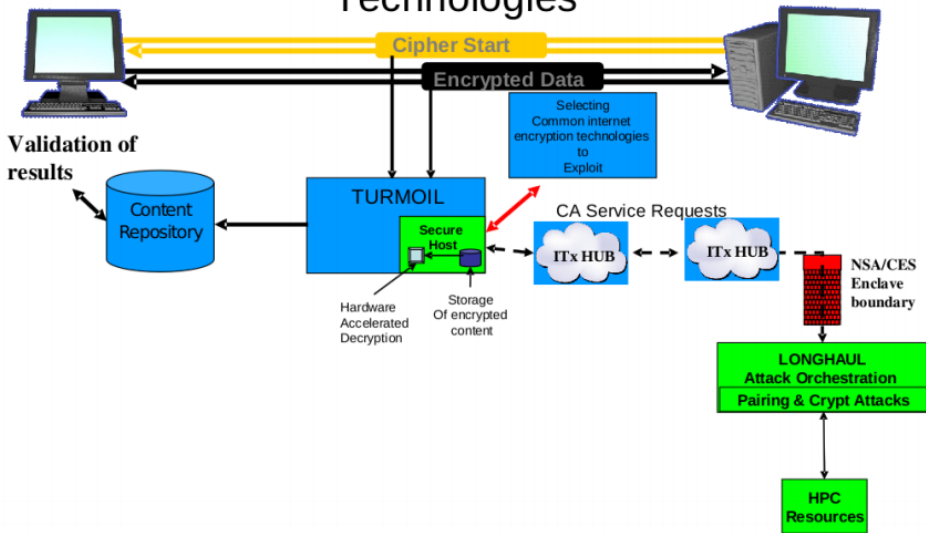 Technologies
Cipher Start
Encrypted Data
Selecting
Common internet
encryption technologies
to
Exploit
Validation of
results
Content
Repository
TURMOIL
Secure
Host
CA Service Requests
ITx HUB
ITx HUB
NSA/CES
Enclave
boundary
Hardware
Accelerated
Decryption
Storage
Of encrypted
content
LONGHAUL
Attack Orchestration
Pairing & Crypt Attacks
HPC
Resources